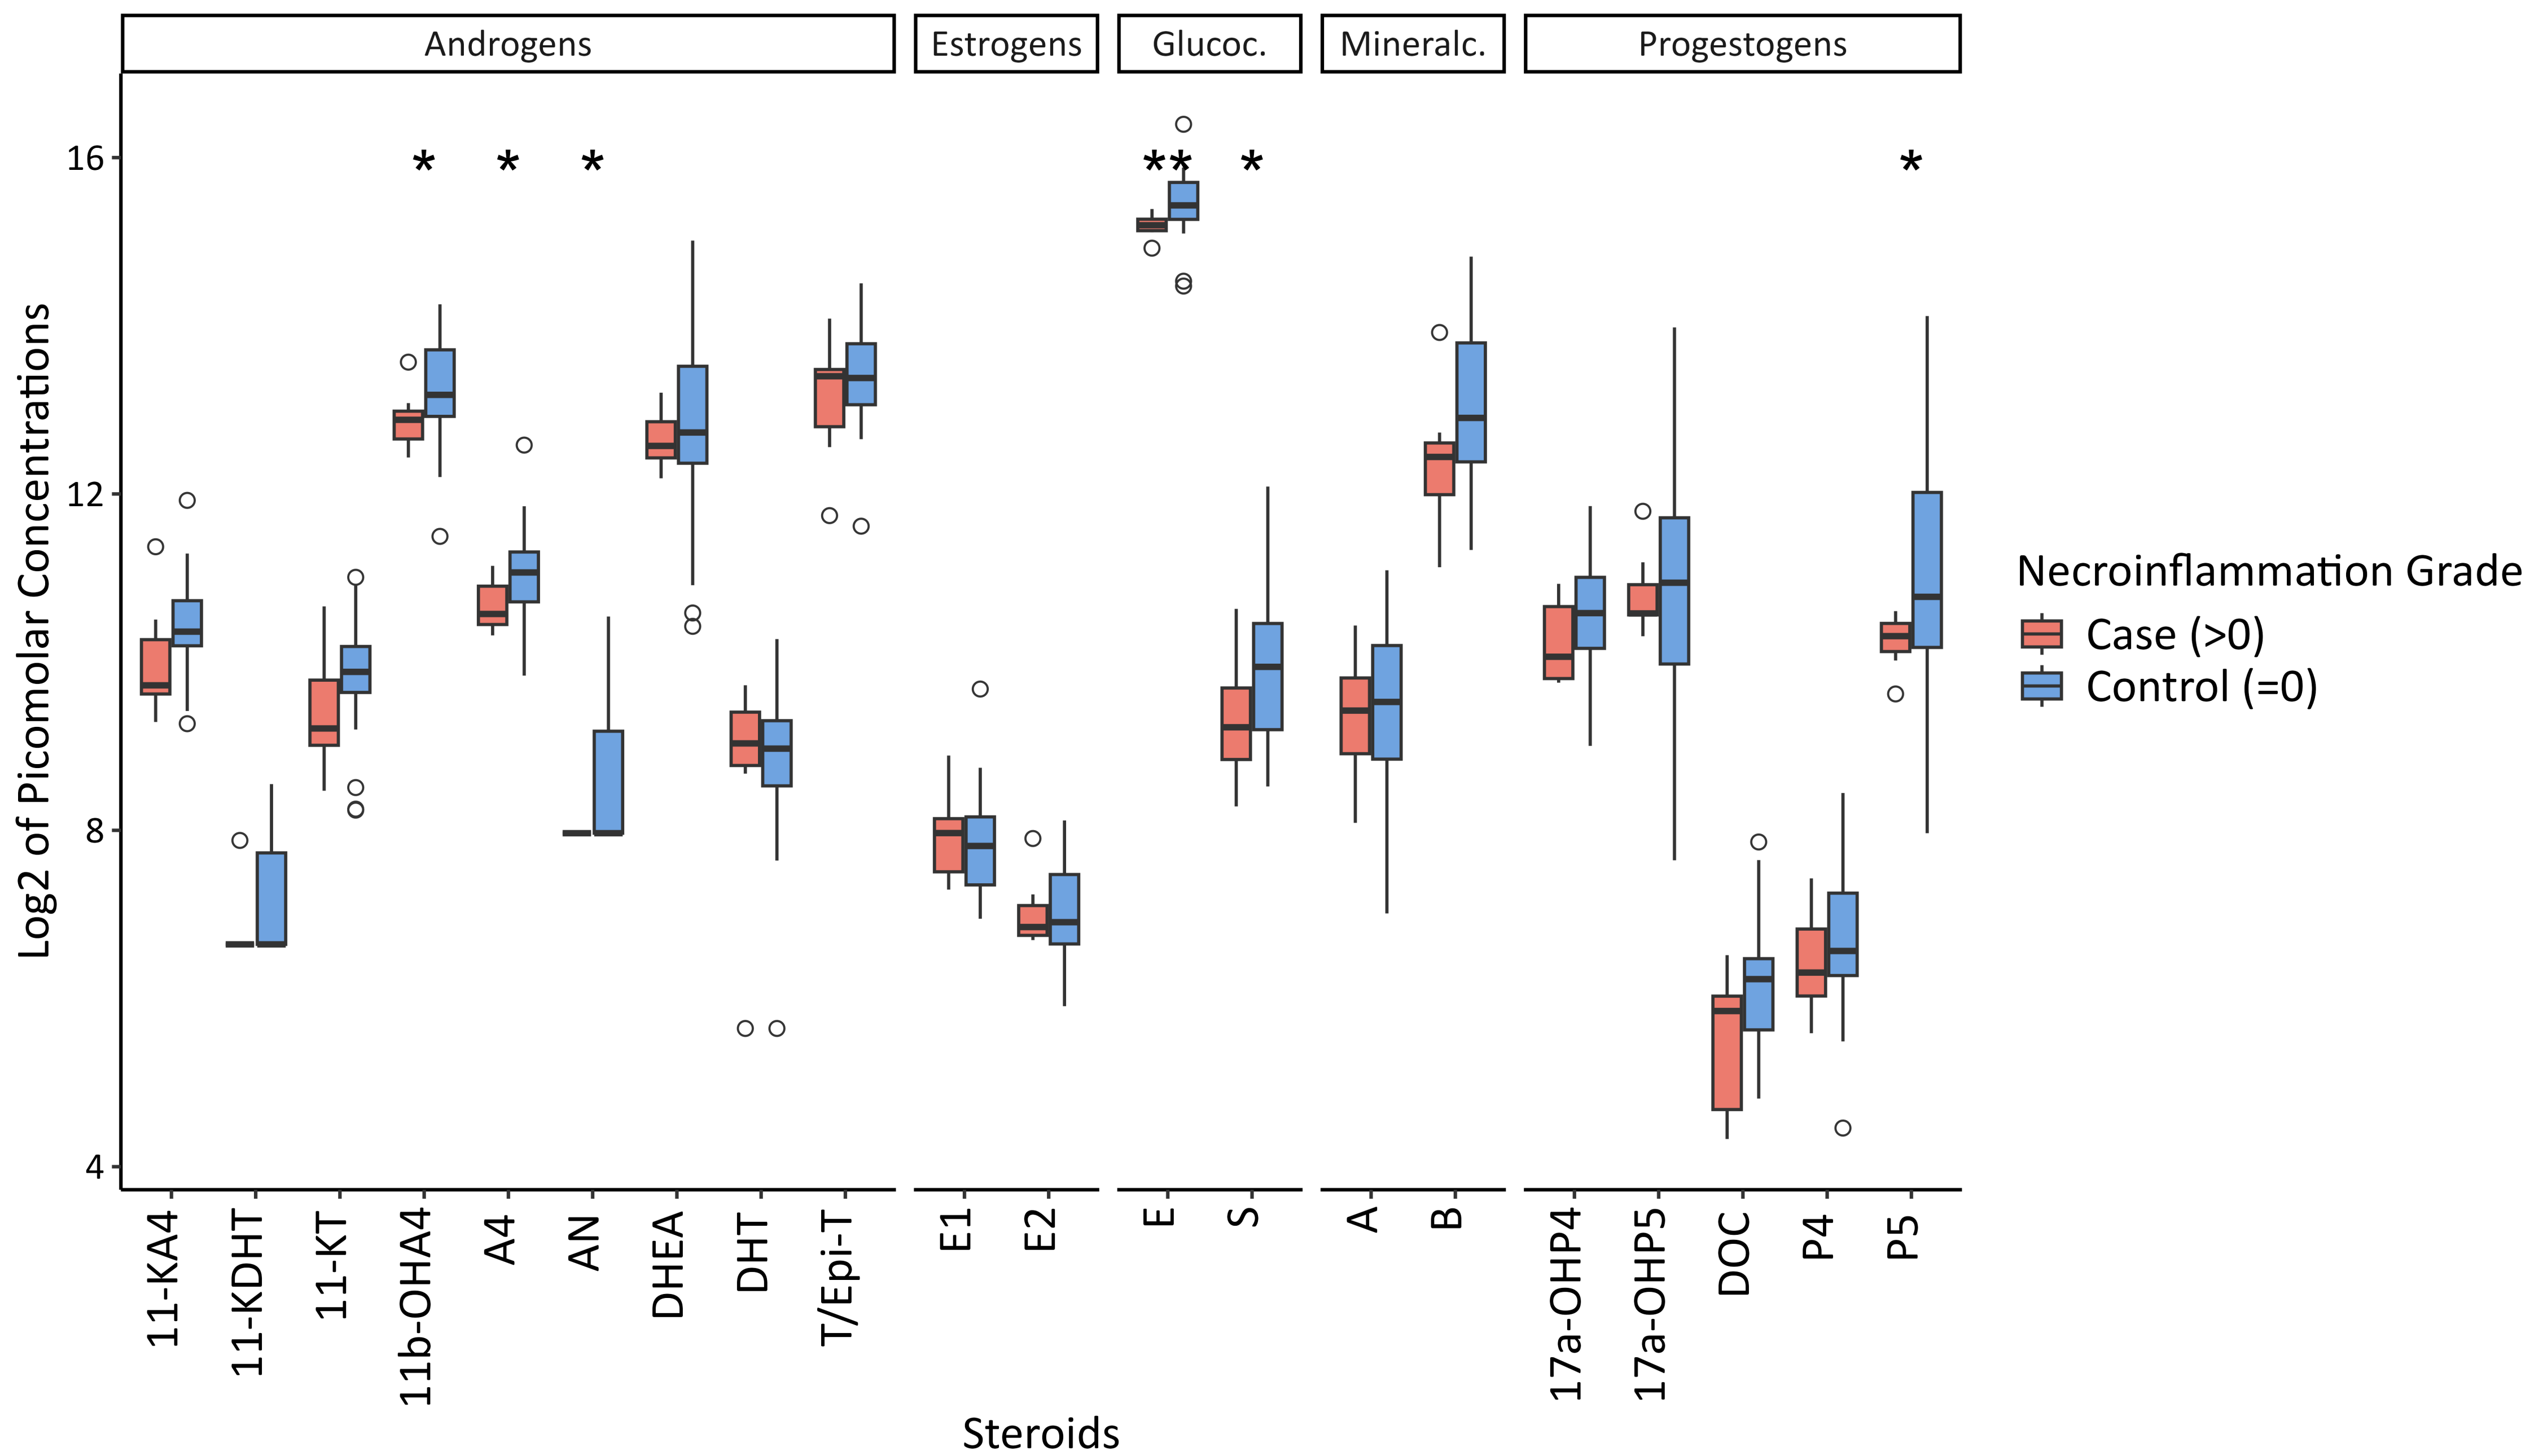 Androgens Estrogens Glucoc. Mineralc. Progestogens
* * * ** * *
16
12
8
4
Log2 of Picomolar Concentrations
11-KA4 11-KDHT 11-KT 11b-OHA4 A4 AN DHEA DHT T/Epi-T E1 E2 E S A B 17a-OHP4 17a-OHP5 DOC P4 P5
Steroids
Necroinflammation Grade
Case (>0)
Control (=0)